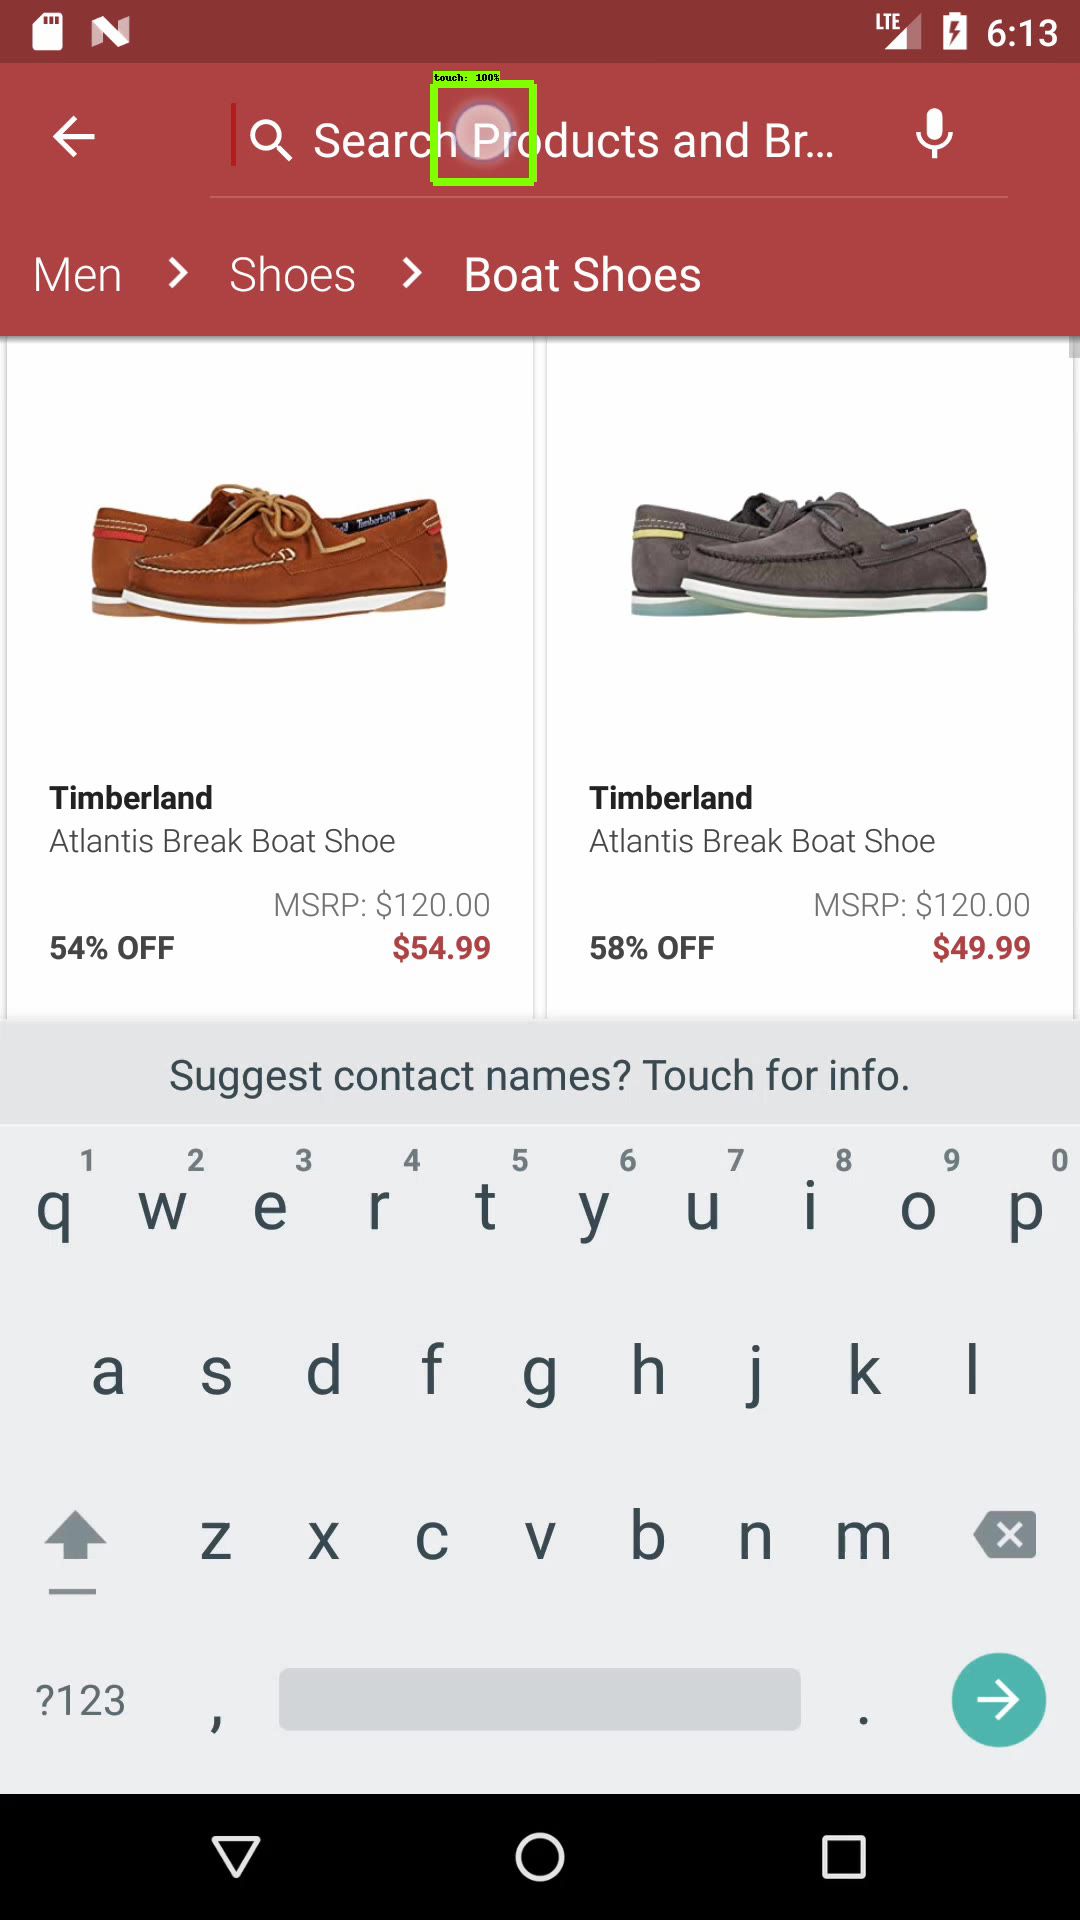 LTE 6:13
touch: 100%
Search Products and Br...
Men Shoes Boat Shoes
Timberland
Timberland
Atlantis Break Boat Shoe
MSRP: $120.00
54% OFF $54.99
Timberland
Atlantis Break Boat Shoe
MSRP: $120.00
58% OFF $49.99
Suggest contact names? Touch for info.
1 2 3 4 5 6 7 8 9 0
q w e r t y u i o p
a s d f g h j k l
z x c v b n m
?123 , .